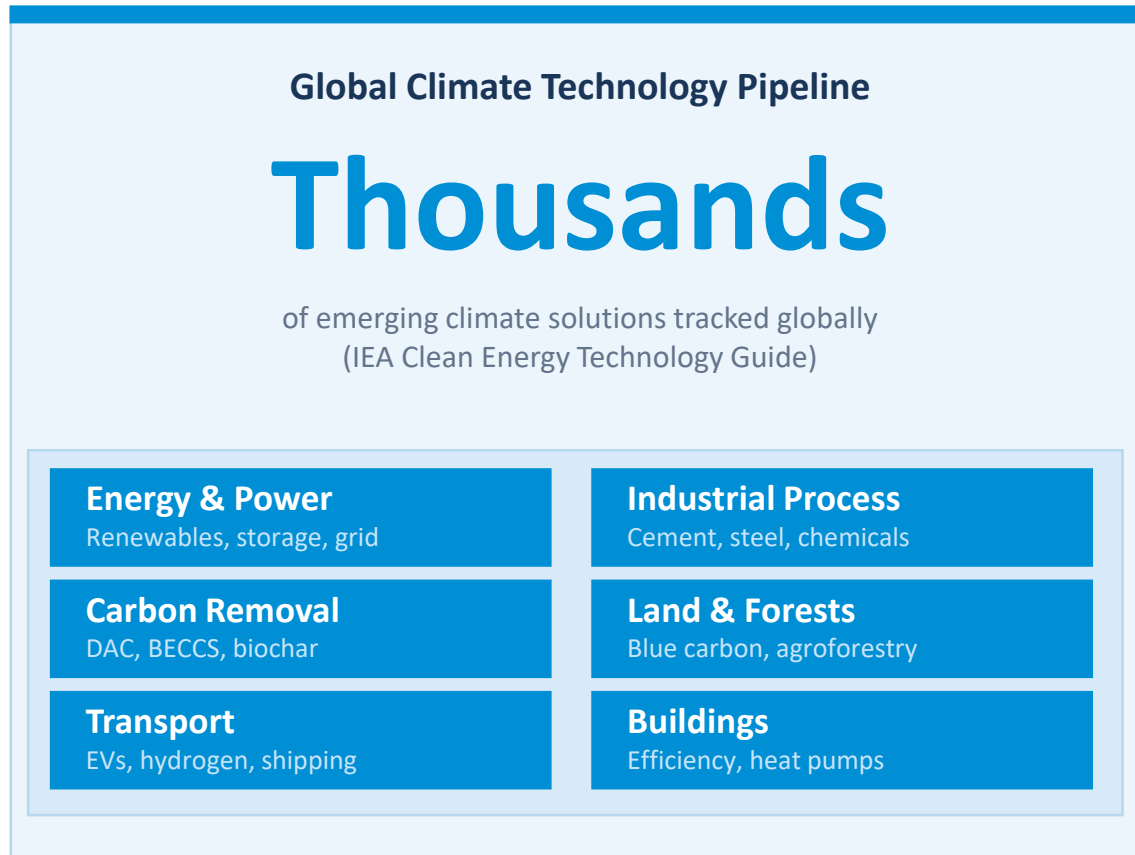 Global Climate Technology Pipeline
Thousands
of emerging climate solutions tracked globally
(IEA Clean Energy Technology Guide)
Energy & Power
Renewables, storage, grid
Industrial Process
Cement, steel, chemicals
Carbon Removal
DAC, BECCS, biochar
Land & Forests
Blue carbon, agroforestry
Transport
EVs, hydrogen, shipping
Buildings
Efficiency, heat pumps